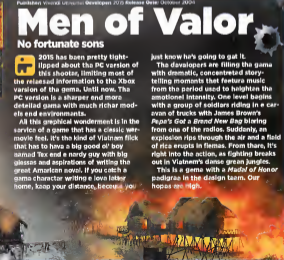 Publisher: Vivendi Universal Developer: 2015 Release Date: October 2004
Men of Valor
No fortunate sons
2015 has been pretty tight-
lipped about the PC version of
this shooter, limiting most of
the released information to the Xbox
version of the game. Until now. The
PC version is a sharper and more
detailed game with much richer mod-
els and environments.
All this graphical wonderment is in the
service of a game that has a classic war-
movie feel. It's the kind of Vietnam flick
that has to have a big good ol' boy
named Tex and a nerdy guy with big
glasses and aspirations of writing the
great American novel. If you catch a
game character writing a love letter
home, keep your distance, because you
just know he's going to get it.
The developers are filling the game
with dramatic, concentrated story-
telling moments that feature music
from the period used to heighten the
emotional intensity. One level begins
with a group of soldiers riding in a car-
avan of trucks with James Brown's
Papa's Got a Brand New Bag blaring
from one of the radios. Suddenly, an
explosion rips through the air and a field
of rice erupts in flames. From there, it's
right into the action, as fighting breaks
out in Vietnam's dense green jungles.
This is a game with a Medal of Honor
pedigree in the design team. Our
hopes are high.